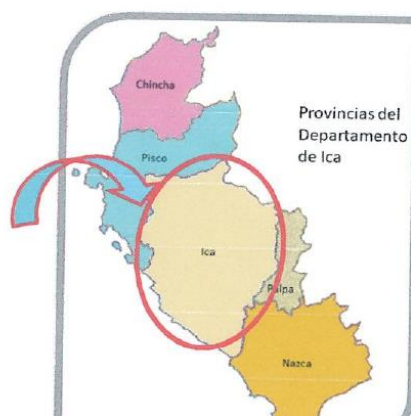 Chincha
Provincias del
Departamento
de Ica
Pisco
Ica
Palpa
Nazca